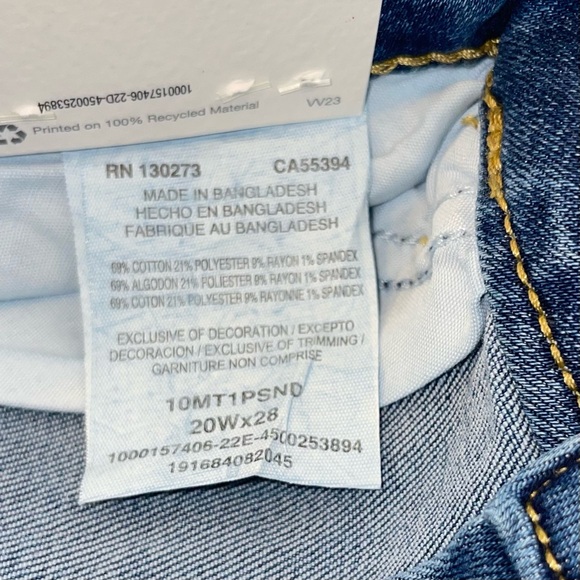 1000157406-22D-4500253894
Printed on 100% Recycled Material VV23
RN 130273 CA55394
MADE IN BANGLADESH
HECHO EN BANGLADESH
FABRIQUE AU BANGLADESH
69% COTTON 21% POLYESTER 9% RAYON 1% SPANDEX
69% ALGODON 21% POLYESTER 9% RAYON 1% SPANDEX
69% COTON 21% POLYESTER 9% RAYONNE 1% SPANDEX
EXCLUSIVE OF DECORATION / EXCEPTO
DECORACION / EXCLUSIVE OF TRIMMING /
GARNITURE NON COMPRISE
10MT1PSND
20Wx28
1000157406-22E-4500253894
191684082045